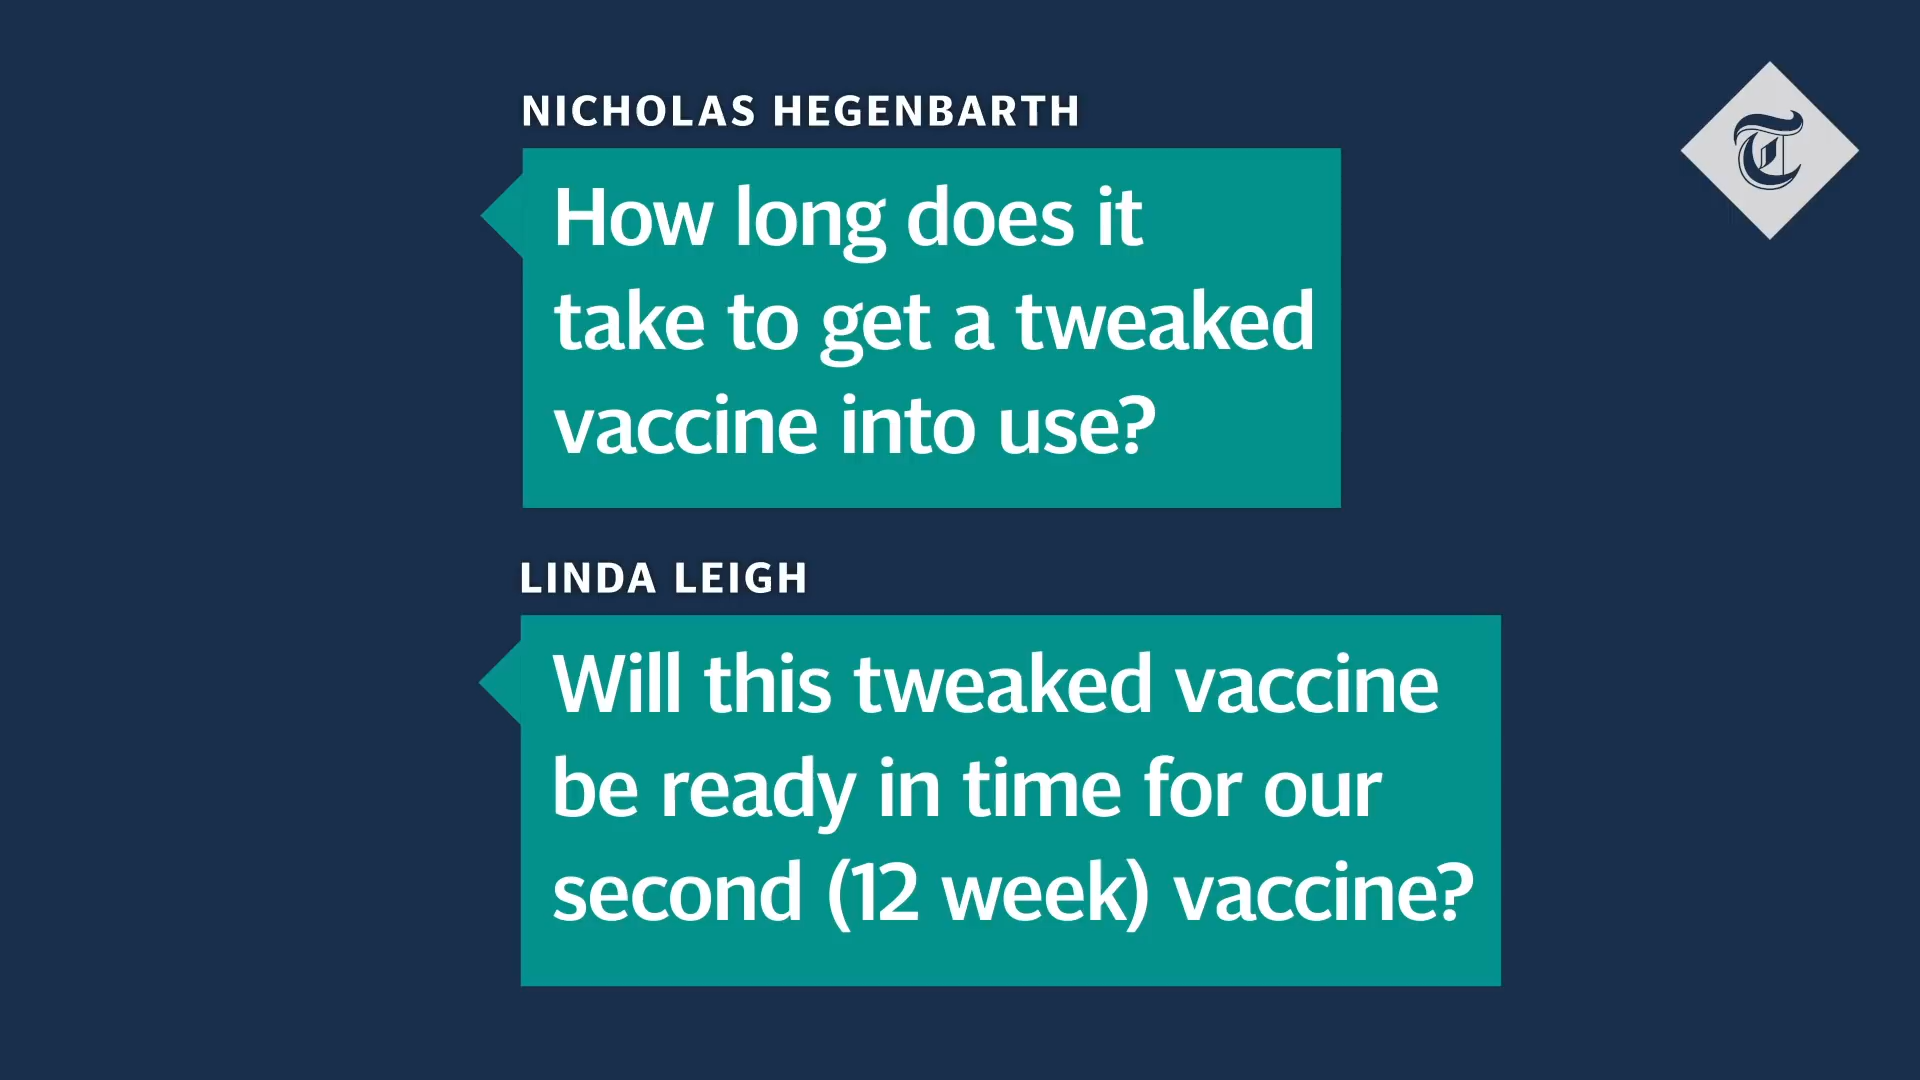 NICHOLAS HEGENBARTH
How long does it
take to get a tweaked
vaccine into use?
LINDA LEIGH
Will this tweaked vaccine
be ready in time for our
second (12 week) vaccine?
T